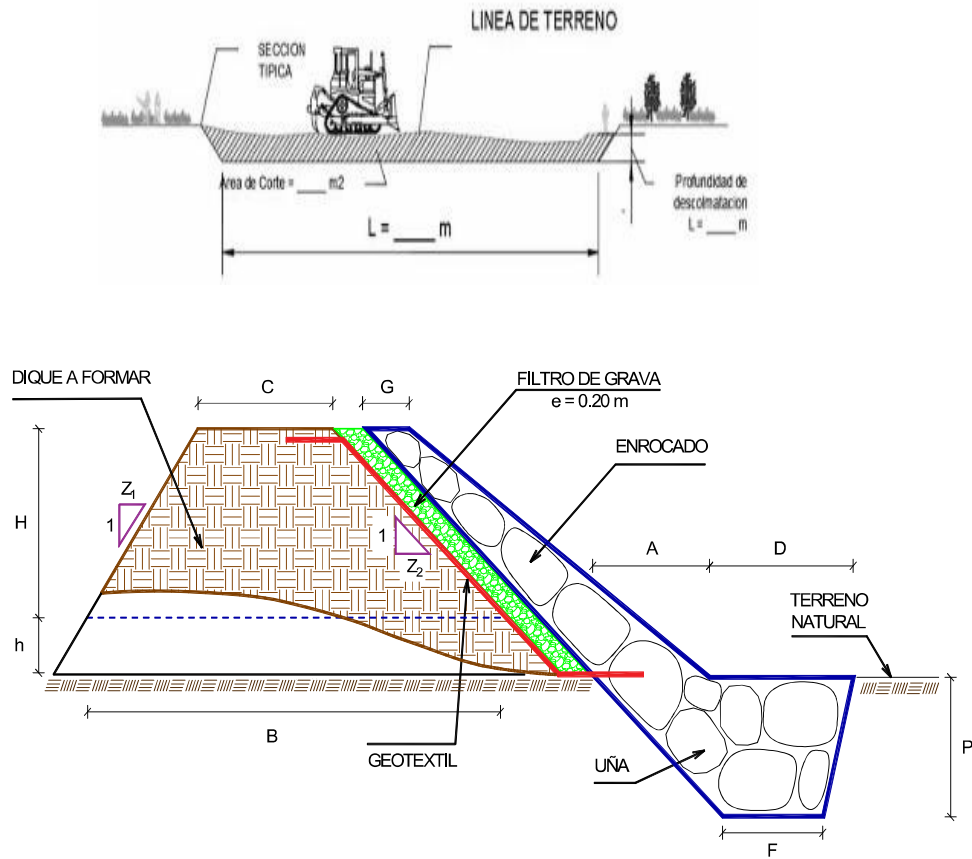 LINEA DE TERRENO
SECCION
TIPICA
Area de Corte = ____ m2
Profundidad de
descolmatacion
L = ____ m
L = ____ m
DIQUE A FORMAR
C
G
FILTRO DE GRAVA
e = 0.20 m
ENROCADO
Z1
1
H
1
Z2
A
D
TERRENO
NATURAL
h
B
GEOTEXTIL
UÑA
P
F